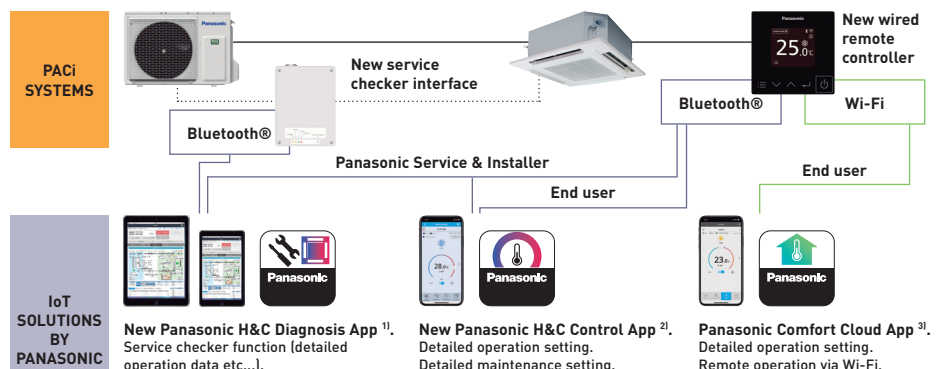 Panasonic
Panasonic
25.0°c
New wired
remote
controller
PACi
SYSTEMS
New service
checker interface
Bluetooth®
Wi-Fi
Bluetooth®
Panasonic Service & Installer
End user
End user
28.0
23.
Panasonic
Panasonic
Panasonic
IoT
SOLUTIONS
BY
PANASONIC
New Panasonic H&C Diagnosis App 1).
Service checker function (detailed
operation data etc...).
New Panasonic H&C Control App 2).
Detailed operation setting.
Detailed maintenance setting.
Panasonic Comfort Cloud App 3).
Detailed operation setting.
Remote operation via Wi-Fi.